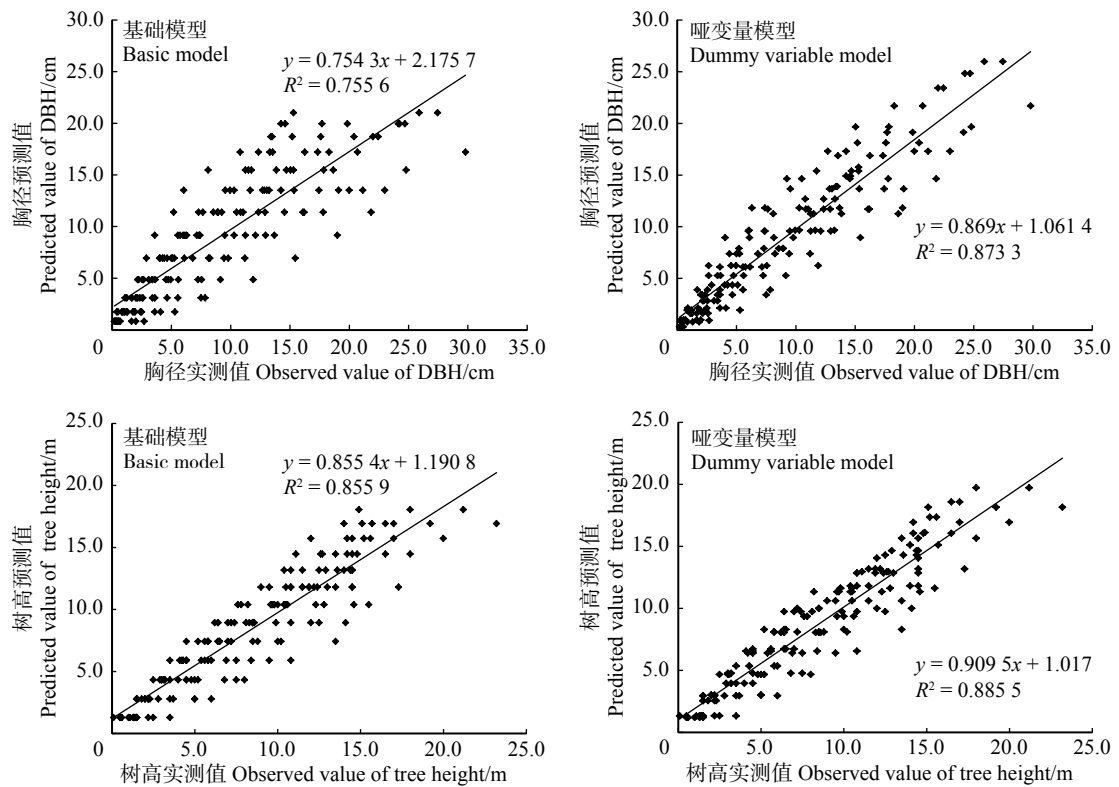 30.0
25.0
20.0
15.0
10.0
5.0
0
5.0 10.0 15.0 20.0 25.0 30.0 35.0
胸径预测值
Predicted value of DBH/cm
基础模型
Basic model
y = 0.754 3x + 2.175 7
R² = 0.755 6
胸径实测值 Observed value of DBH/cm
30.0
25.0
20.0
15.0
10.0
5.0
0
5.0 10.0 15.0 20.0 25.0 30.0 35.0
胸径预测值
Predicted value of DBH/cm
哑变量模型
Dummy variable model
y = 0.869x + 1.061 4
R² = 0.873 3
胸径实测值 Observed value of DBH/cm
25.0
20.0
15.0
10.0
5.0
0
5.0 10.0 15.0 20.0 25.0
树高预测值
Predicted value of tree height/m
基础模型
Basic model
y = 0.855 4x + 1.190 8
R² = 0.855 9
树高实测值 Observed value of tree height/m
25.0
20.0
15.0
10.0
5.0
0
5.0 10.0 15.0 20.0 25.0
树高预测值
Predicted value of tree height/m
哑变量模型
Dummy variable model
y = 0.909 5x + 1.017
R² = 0.885 5
树高实测值 Observed value of tree height/m